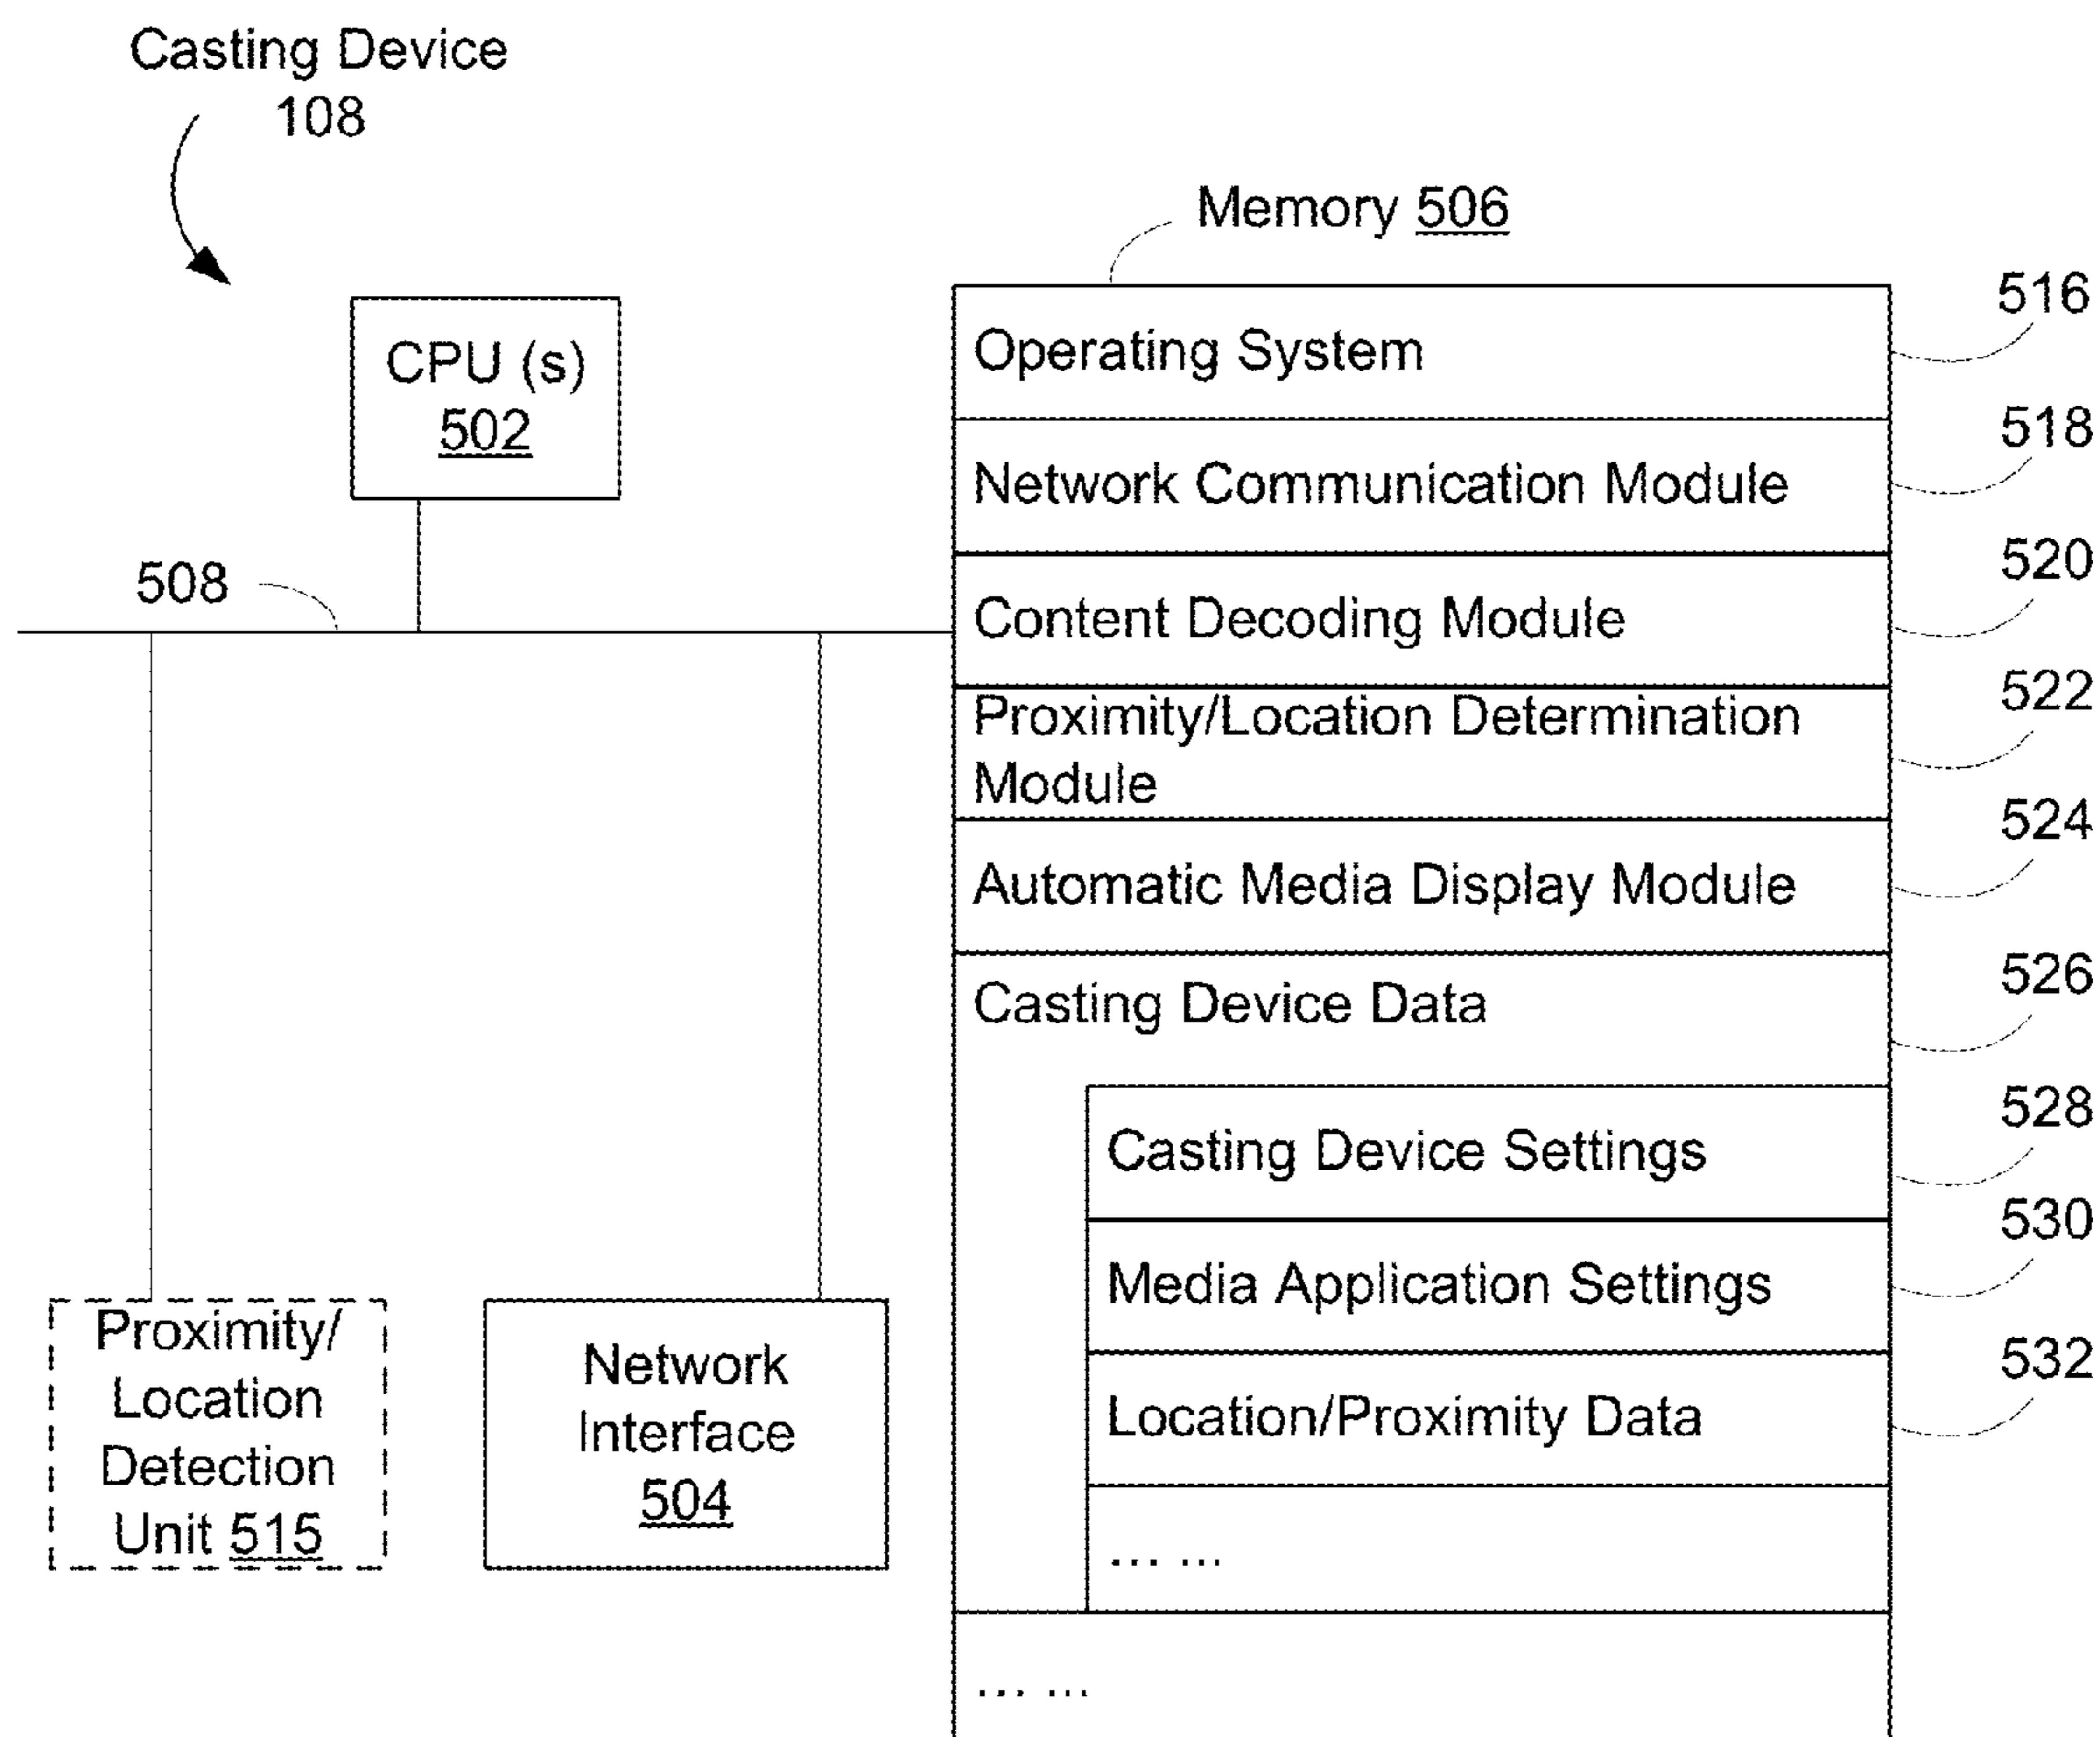 Casting Device
108
Memory 506
516
CPU (s)
502
Operating System
518
Network Communication Module
520
508
Content Decoding Module
522
Proximity/Location Determination
Module
524
Automatic Media Display Module
526
Casting Device Data
528
Casting Device Settings
530
Media Application Settings
532
Location/Proximity Data
... ...
... ...
Proximity/
Location
Detection
Unit 515
Network
Interface
504